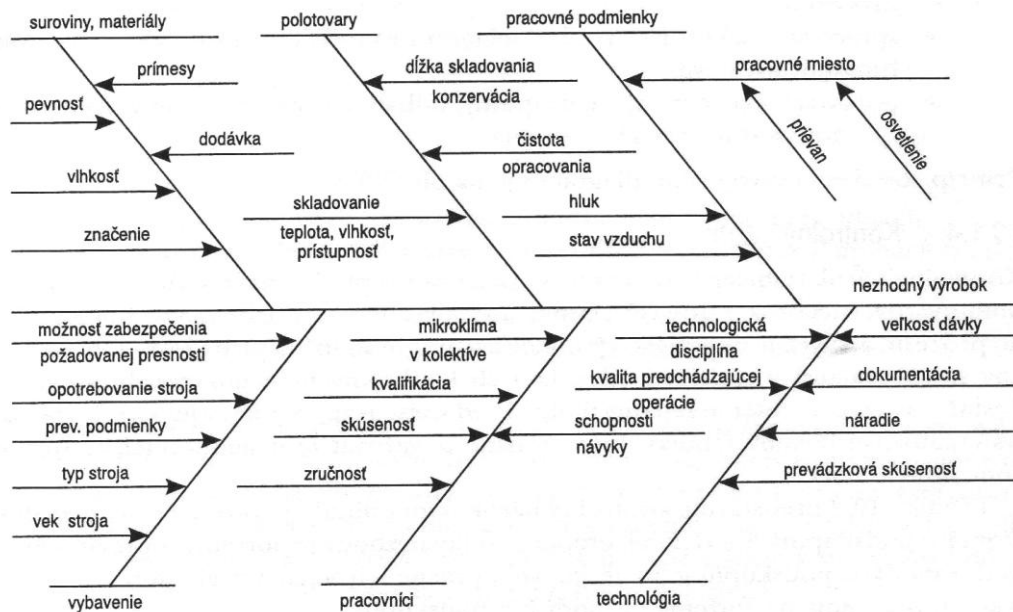 suroviny, materiály
polotovary
pracovné podmienky
prímesy
dĺžka skladovania
konzervácia
pracovné miesto
pevnosť
prievan
osvetlenie
dodávka
čistota
opracovania
vlhkosť
skladovanie
teplota, vlhkosť,
prístupnosť
hluk
značenie
stav vzduchu
nezhodný výrobok
možnosť zabezpečenia
požadovanej presnosti
mikroklíma
v kolektíve
technologická
disciplína
veľkosť dávky
opotrebovanie stroja
kvalifikácia
kvalita predchádzajúcej
operácie
dokumentácia
prev. podmienky
skúsenosť
schopnosti
návyky
náradie
typ stroja
zručnosť
prevádzková skúsenosť
vek stroja
vybavenie
pracovníci
technológia